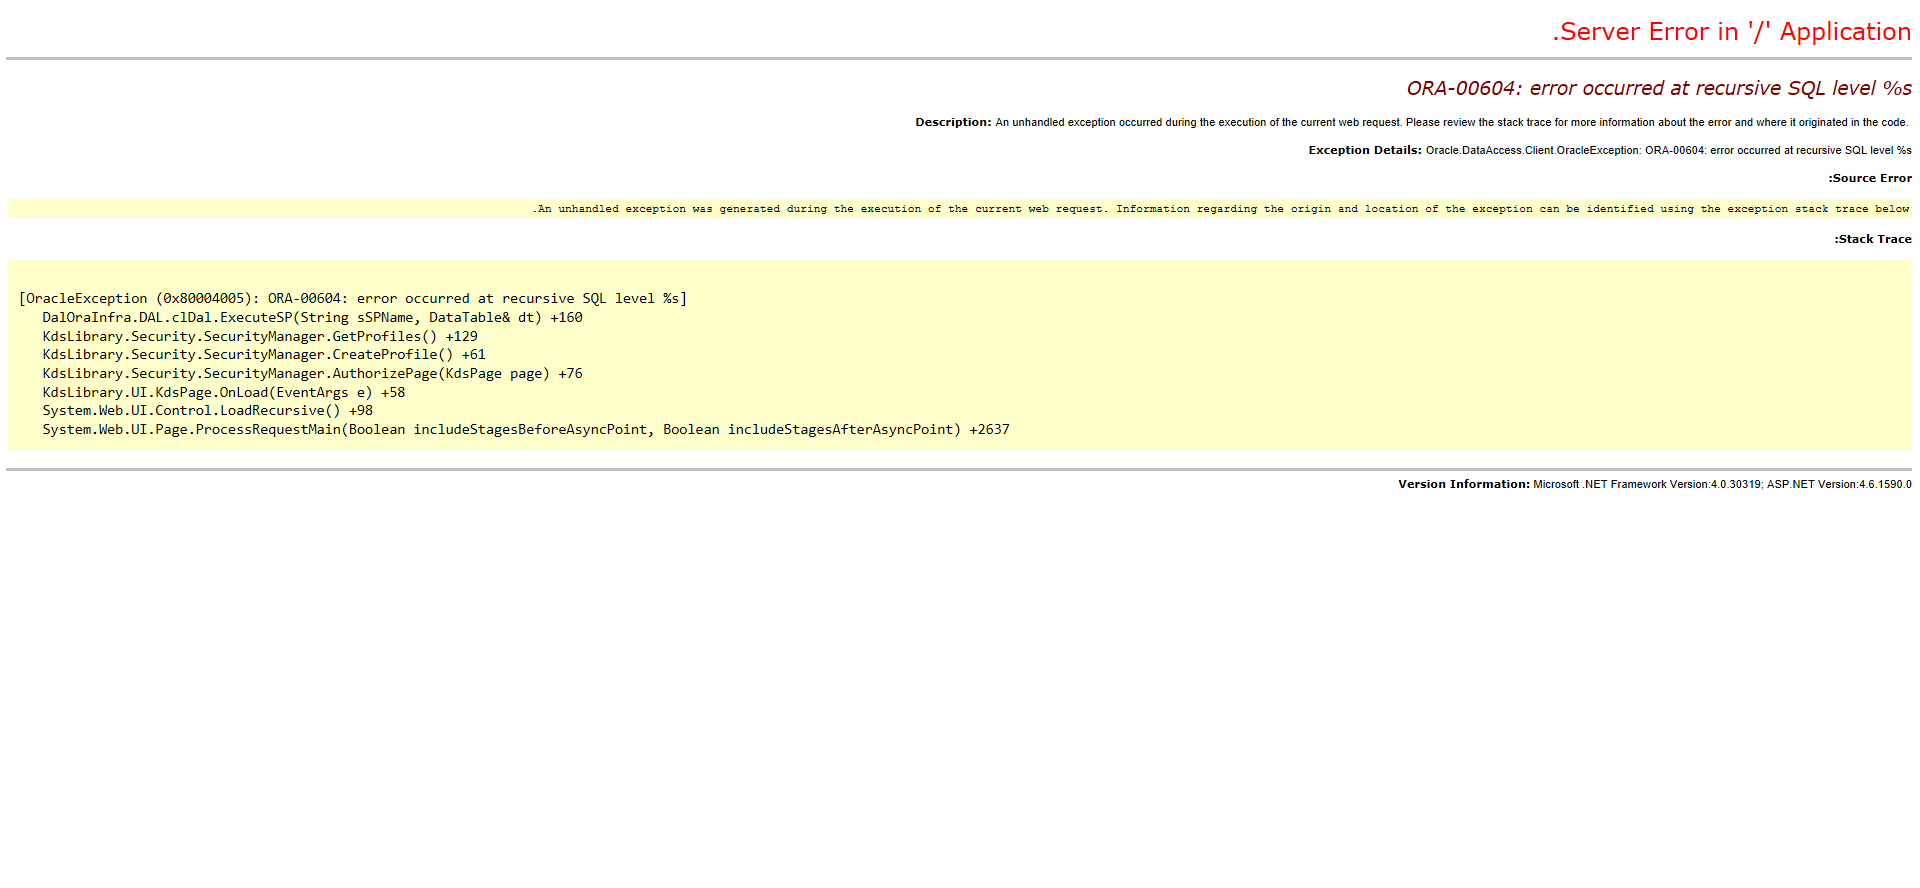 .Server Error in '/' Application
ORA-00604: error occurred at recursive SQL level %s
Description: An unhandled exception occurred during the execution of the current web request. Please review the stack trace for more information about the error and where it originated in the code.
Exception Details: Oracle.DataAccess.Client.OracleException: ORA-00604: error occurred at recursive SQL level %s
:Source Error
.An unhandled exception was generated during the execution of the current web request. Information regarding the origin and location of the exception can be identified using the exception stack trace below
:Stack Trace
[OracleException (0x80004005): ORA-00604: error occurred at recursive SQL level %s]
DalOraInfra.DAL.clDal.ExecuteSP(String sSPName, DataTable& dt) +160
KdsLibrary.Security.SecurityManager.GetProfiles() +129
KdsLibrary.Security.SecurityManager.CreateProfile() +61
KdsLibrary.Security.SecurityManager.AuthorizePage(KdsPage page) +76
KdsLibrary.UI.KdsPage.OnLoad(EventArgs e) +58
System.Web.UI.Control.LoadRecursive() +98
System.Web.UI.Page.ProcessRequestMain(Boolean includeStagesBeforeAsyncPoint, Boolean includeStagesAfterAsyncPoint) +2637
Version Information: Microsoft .NET Framework Version:4.0.30319; ASP.NET Version:4.6.1590.0